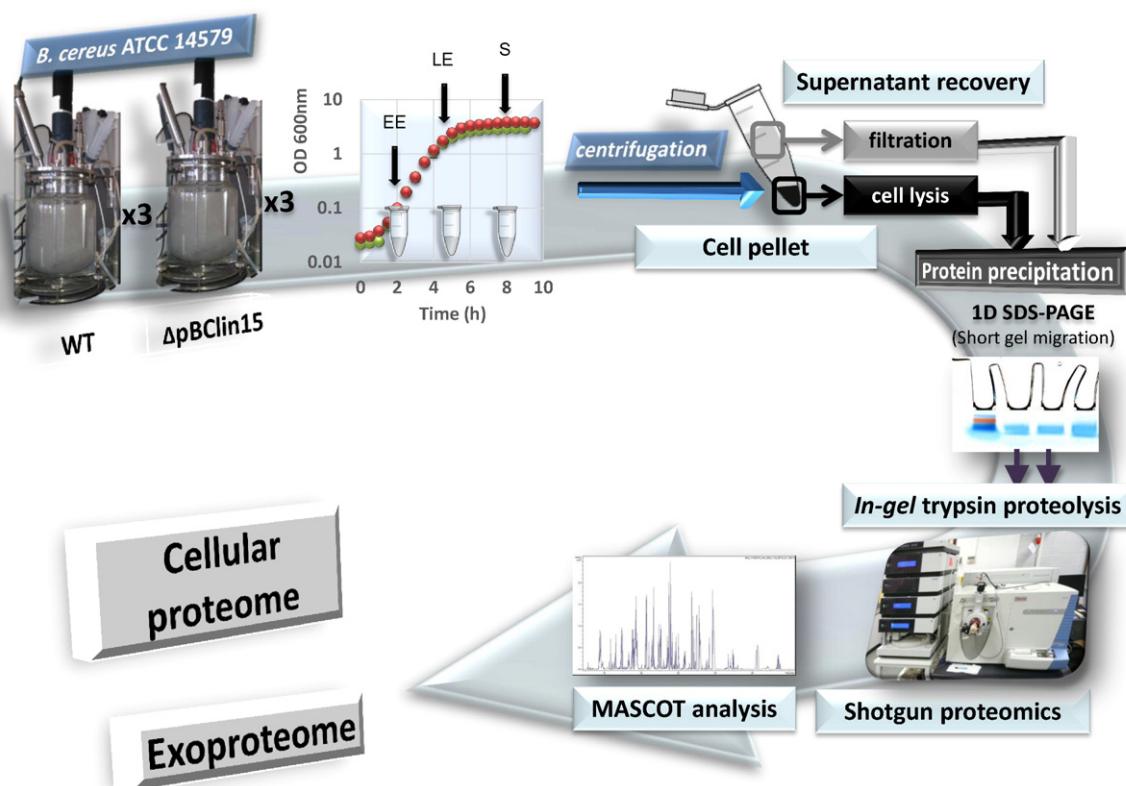 B. cereus ATCC 14579
x3
x3
WT
ΔpBClin15
OD 600nm
10
1
0.1
0.01
0
2
4
6
8
10
Time (h)
EE
LE
S
centrifugation
Supernatant recovery
filtration
cell lysis
Cell pellet
Protein precipitation
1D SDS-PAGE
(Short gel migration)
In-gel trypsin proteolysis
Shotgun proteomics
MASCOT analysis
Cellular
proteome
Exoproteome